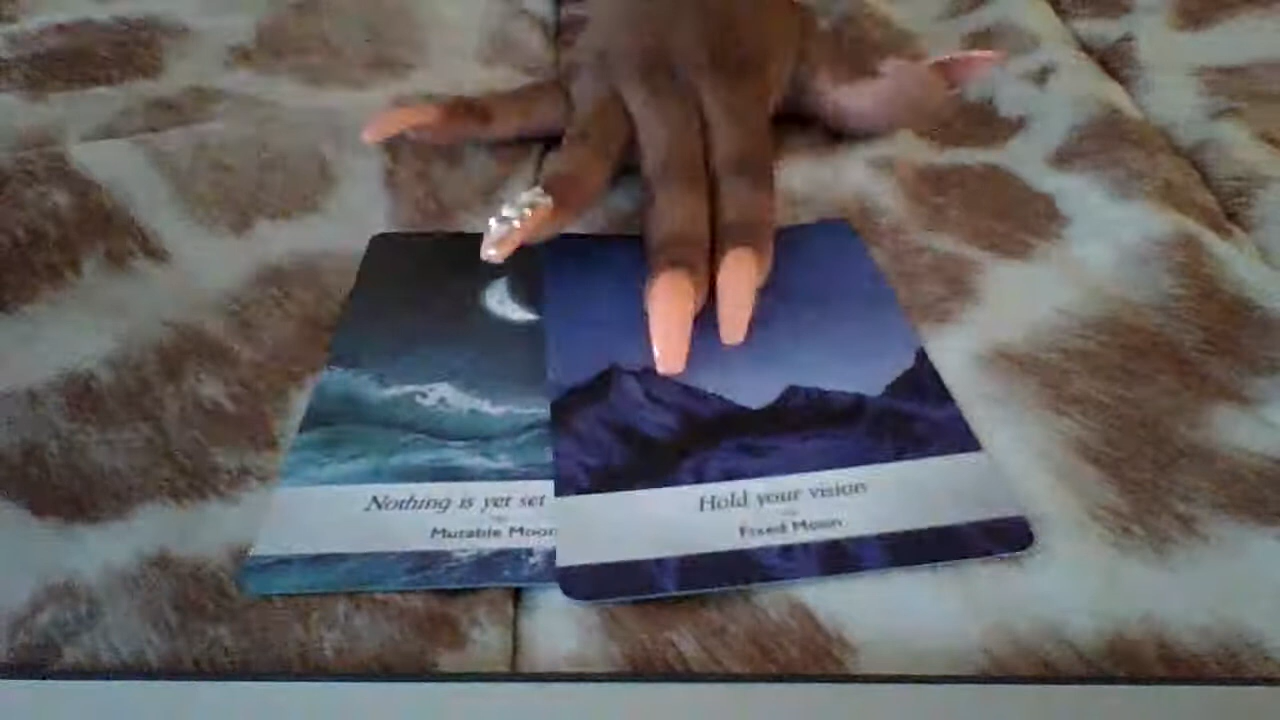 Nothing is yet set
Mutable Moon
Hold your vision
Fixed Moon